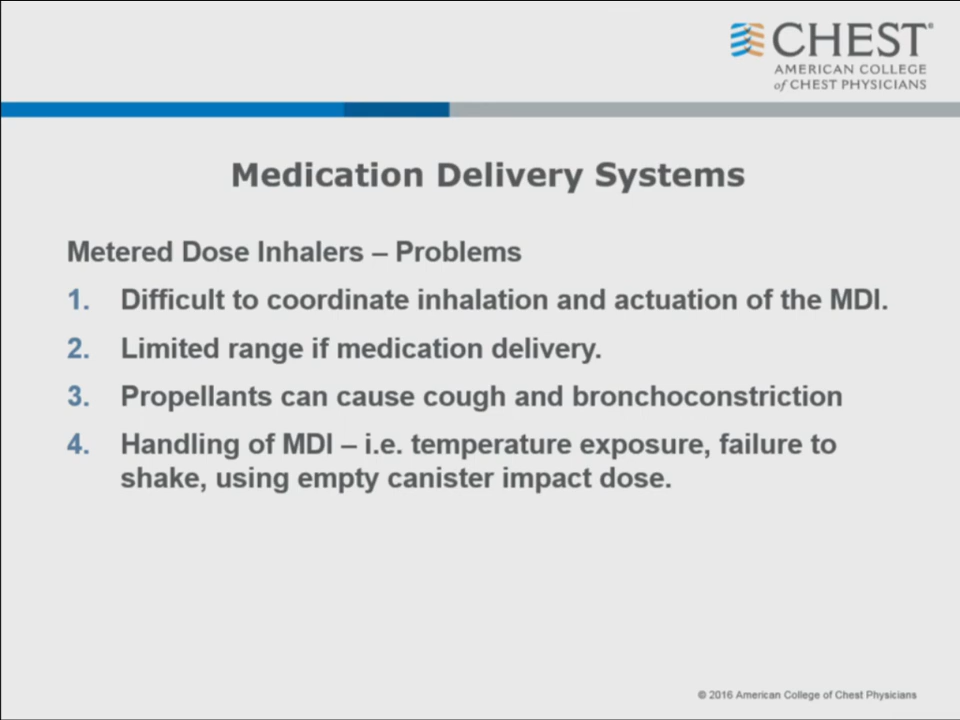 CHEST®
AMERICAN COLLEGE
of CHEST PHYSICIANS
Medication Delivery Systems
Metered Dose Inhalers – Problems
1. Difficult to coordinate inhalation and actuation of the MDI.
2. Limited range if medication delivery.
3. Propellants can cause cough and bronchoconstriction
4. Handling of MDI – i.e. temperature exposure, failure to
shake, using empty canister impact dose.
© 2016 American College of Chest Physicians